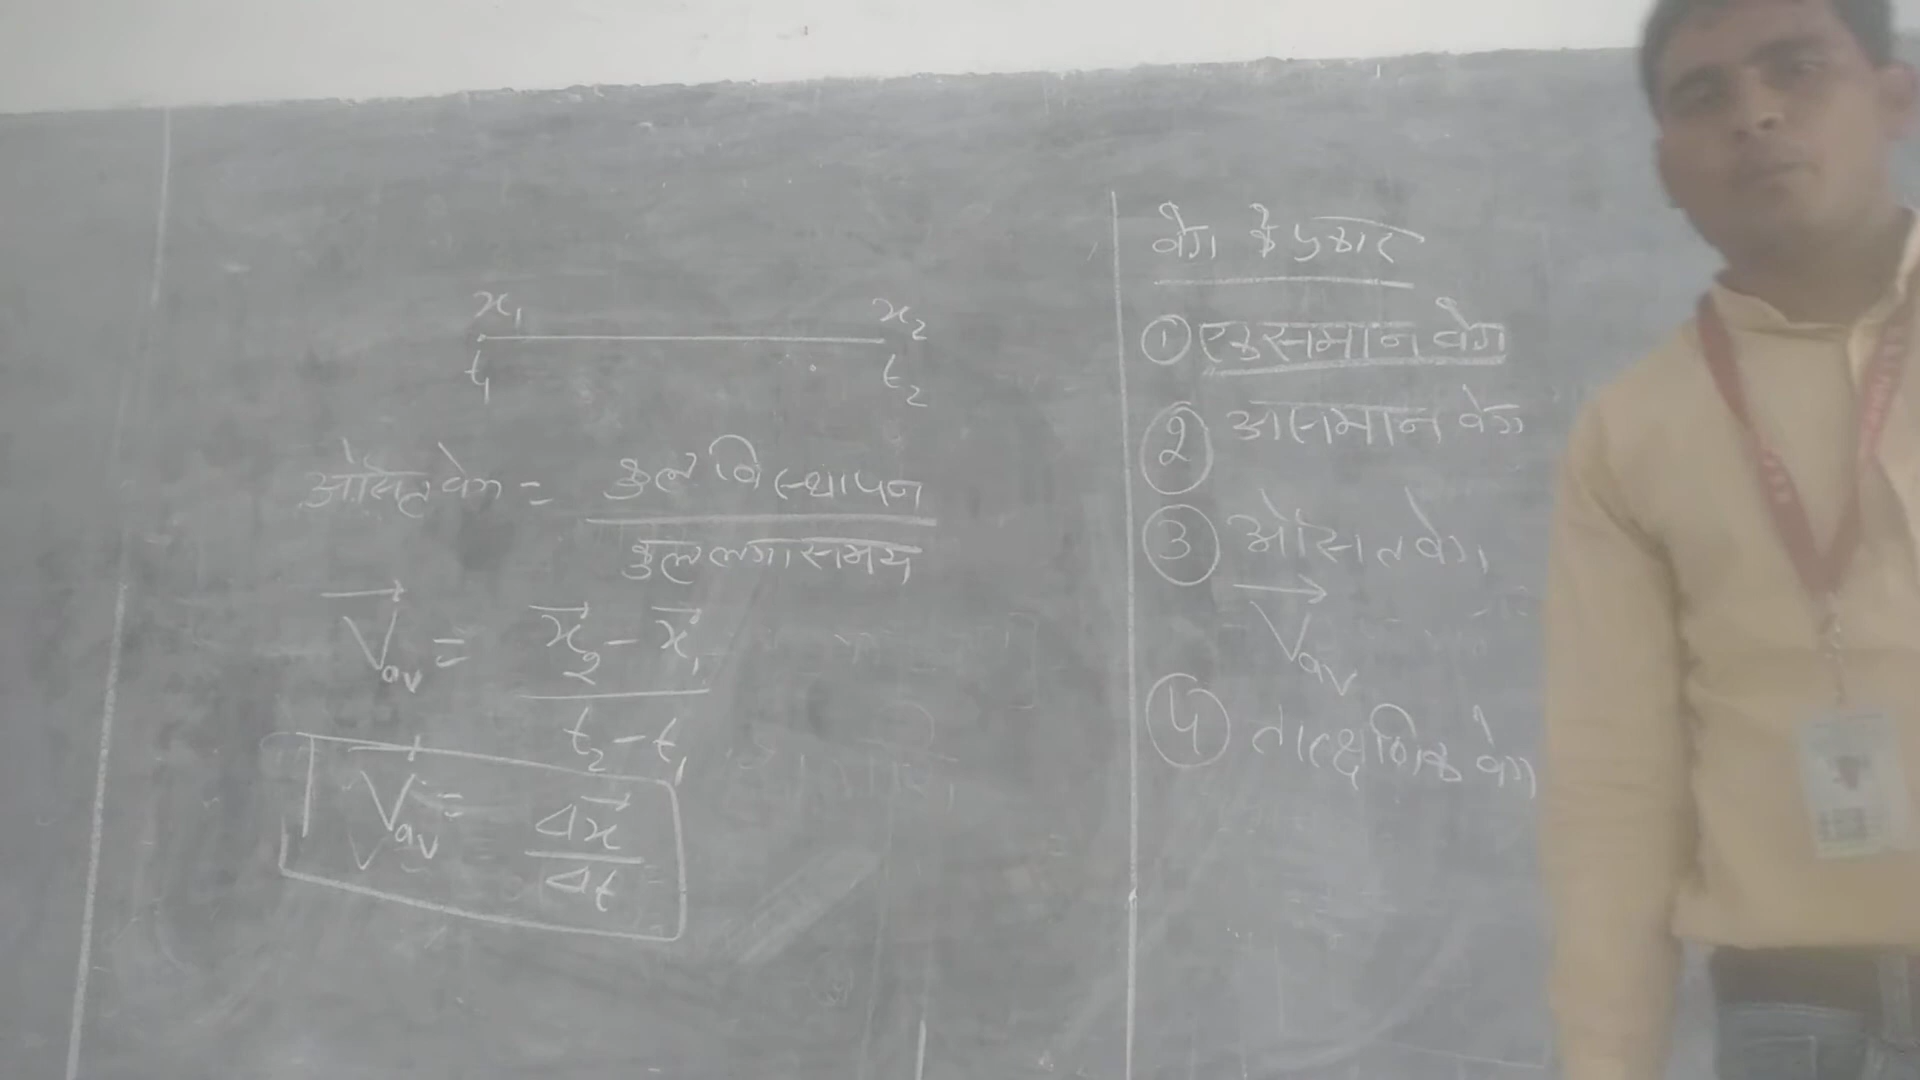 x₁ x₂
t₁ t₂
औसत वेग = कुल विस्थापन
कुल लगा समय
V⃗av = x⃗₂ - x⃗₁
t₂ - t₁
V⃗av = Δx⃗
Δt
वेग के प्रकार
① एकसमान वेग
② असमान वेग
③ औसत वेग
V⃗av
④ तात्क्षणिक वेग